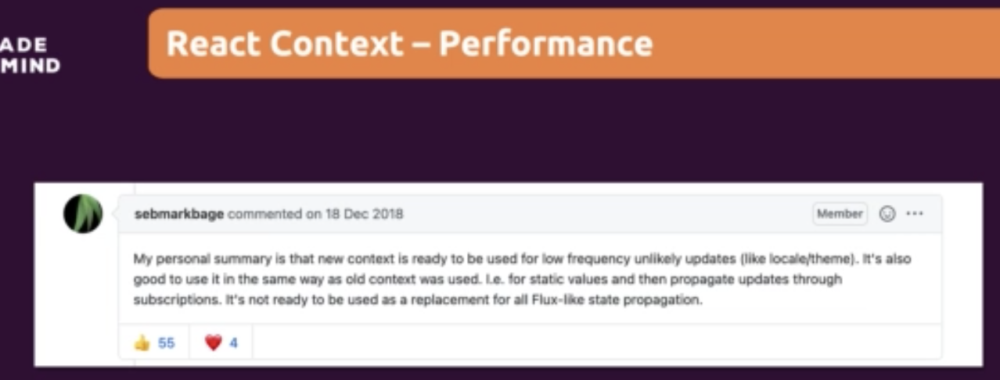 ADE
MIND
React Context – Performance
sebmarkbage commented on 18 Dec 2018
Member
My personal summary is that new context is ready to be used for low frequency unlikely updates (like locale/theme). It's also
good to use it in the same way as old context was used. I.e. for static values and then propagate updates through
subscriptions. It's not ready to be used as a replacement for all Flux-like state propagation.
👍 55 ❤️ 4